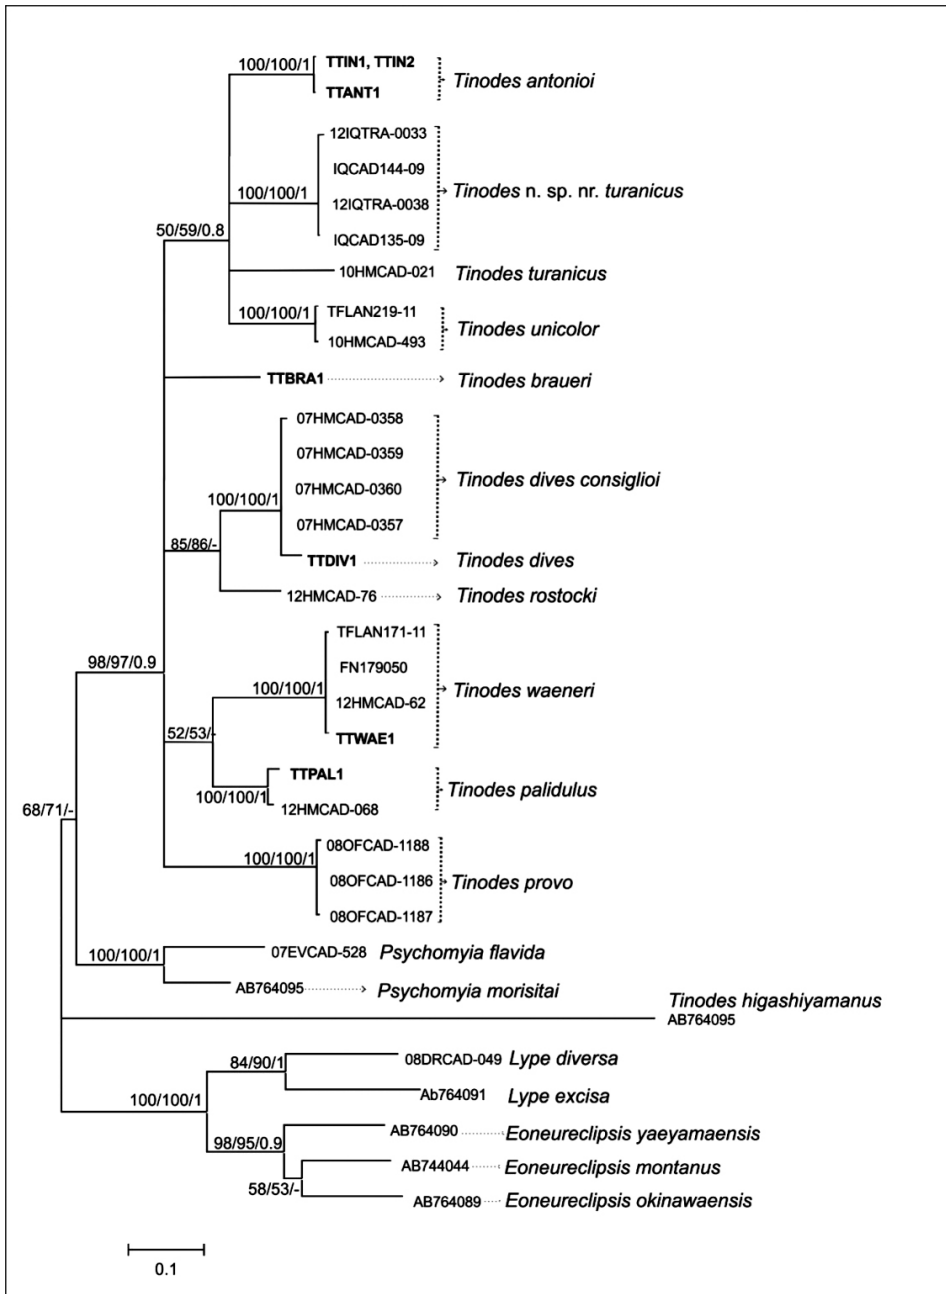 100/100/1
TTIN1, TTIN2
TTANT1
Tinodes antonioi
12IQTRA-0033
IQCAD144-09
100/100/1
12IQTRA-0038
IQCAD135-09
Tinodes n. sp. nr. turanicus
50/59/0.8
10HMCAD-021
Tinodes turanicus
100/100/1
TFLAN219-11
10HMCAD-493
Tinodes unicolor
TTBRA1
Tinodes braueri
07HMCAD-0358
07HMCAD-0359
07HMCAD-0360
07HMCAD-0357
Tinodes dives consiglioi
100/100/1
85/86/-
TTDIV1
Tinodes dives
12HMCAD-76
Tinodes rostocki
TFLAN171-11
FN179050
12HMCAD-62
TTWAE1
Tinodes waeneri
98/97/0.9
100/100/1
52/53/-
TTPAL1
12HMCAD-068
Tinodes palidulus
100/100/1
68/71/-
08OFCAD-1188
08OFCAD-1186
08OFCAD-1187
Tinodes provo
100/100/1
100/100/1
07EVCAD-528
Psychomyia flavida
AB764095
Psychomyia morisitai
Tinodes higashiyamanus
AB764095
84/90/1
08DRCAD-049
Lype diversa
Ab764091
Lype excisa
100/100/1
98/95/0.9
AB764090
Eoneureclipsis yaeyamaensis
AB744044
Eoneureclipsis montanus
58/53/-
AB764089
Eoneureclipsis okinawaensis
0.1